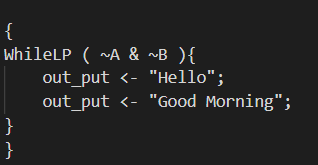 {
WhileLP ( ~A & ~B ){
    out_put <- "Hello";
    out_put <- "Good Morning";
}
}